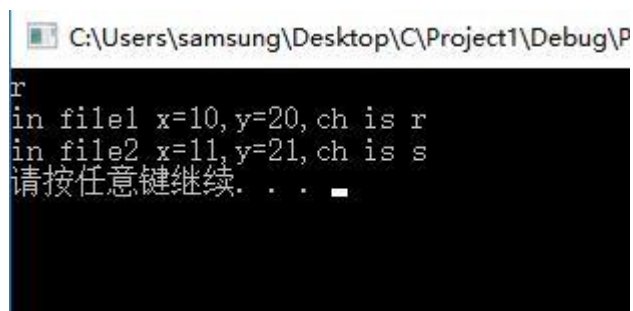 C:\Users\samsung\Desktop\C\Project1\Debug\P
r
in file1 x=10,y=20,ch is r
in file2 x=11,y=21,ch is s
请按任意键继续. . .